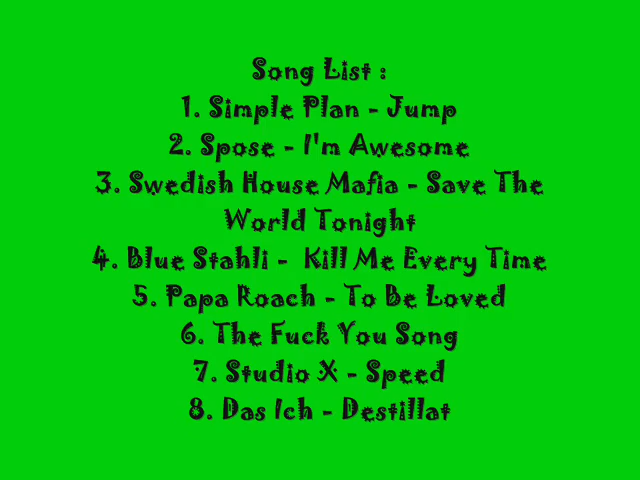 Song List :
1. Simple Plan - Jump
2. Spose - I'm Awesome
3. Swedish House Mafia - Save The
World Tonight
4. Blue Stahli -  Kill Me Every Time
5. Papa Roach - To Be Loved
6. The Fuck You Song
7. Studio X - Speed
8. Das Ich - Destillat